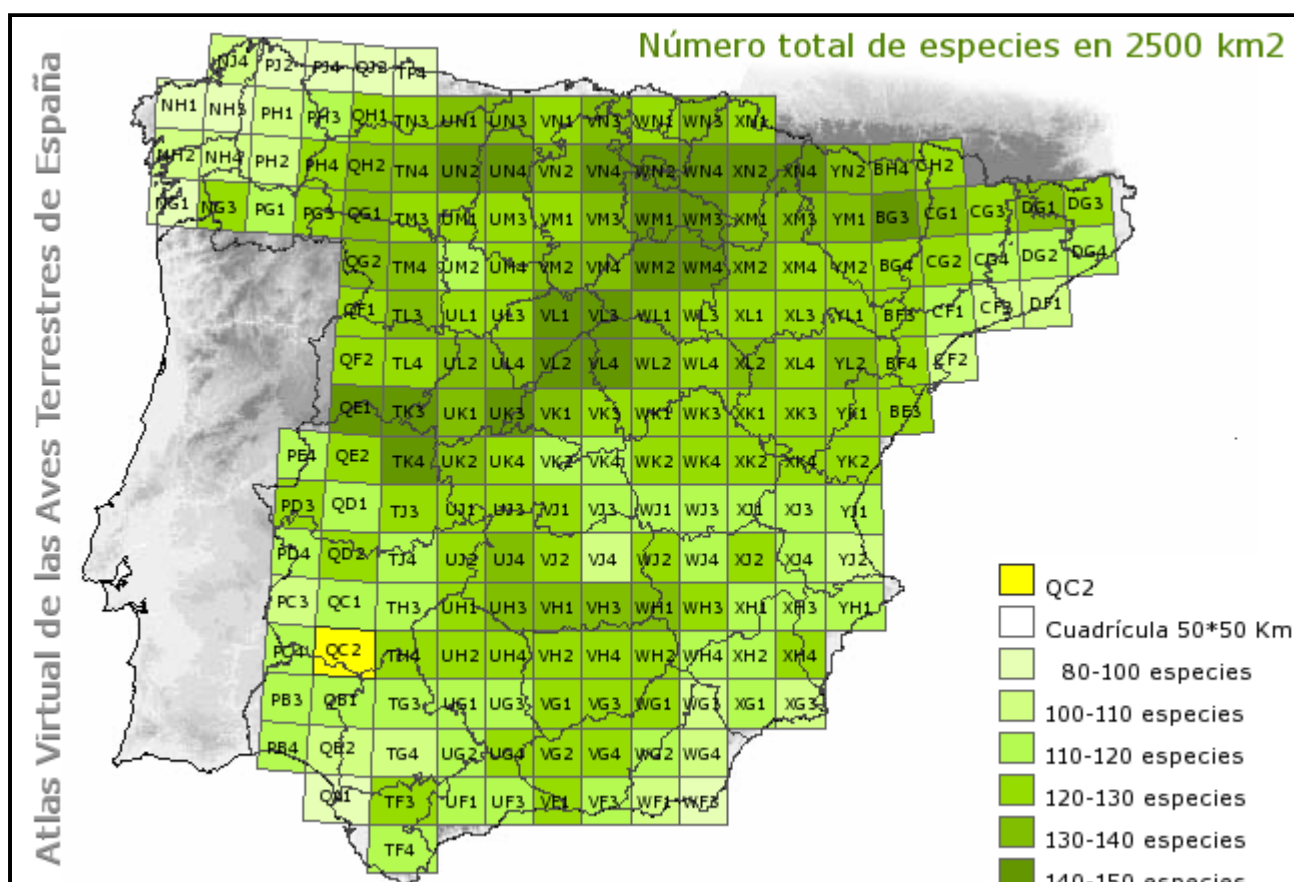 Número total de especies en 2500 km2
Atlas Virtual de las Aves Terrestres de España
NJ4 PJ2 PJ4 QJ2 TP4
NH1 NH3 PH1 PH3 QH1 TN3 UN1 UN3 VN1 VN3 WN1 WN3 XN1
NH2 NH4 PH2 PH4 QH2 TN4 UN2 UN4 VN2 VN4 WN2 WN4 XN2 XN4 YN2 BH4 CH2
NG1 NG3 PG1 PG3 QG1 TM3 UM1 UM3 VM1 VM3 WM1 WM3 XM1 XM3 YM1 BG3 CG1 CG3 DG1 DG3
QG2 TM4 UM2 UM4 VM2 VN4 WM2 WM4 XM2 XM4 YM2 BG4 CG2 CG4 DG2 DG4
QF1 TL3 UL1 UL3 VL1 VL3 WL1 WL3 XL1 XL3 YL1 BF3 CF1 CF3 DF1
QF2 TL4 UL2 UL4 VL2 VL4 WL2 WL4 XL2 XL4 YL2 BF4 CF2
QE1 TK3 UK1 UK3 VK1 VK3 WK1 WK3 XK1 XK3 YK1 BE3
PE4 QE2 TK4 UK2 UK4 VK2 VK4 WK2 WK4 XK2 XK4 YK2
PD3 QD1 TJ3 UJ1 UJ3 VJ1 VJ3 WJ1 WJ3 XJ1 XJ3 YJ1
PD4 QD2 TJ4 UJ2 UJ4 VJ2 VJ4 WJ2 WJ4 XJ2 XJ4 YJ2
PC3 QC1 TH3 UH1 UH3 VH1 VH3 WH1 WH3 XH1 XH3 YH1
PC4 QC2 TH4 UH2 UH4 VH2 VH4 WH2 WH4 XH2 XH4
PB3 QB1 TG3 UG1 UG3 VG1 VG3 WG1 WG3 XG1 XG3
PB4 QB2 TG4 UG2 UG4 VG2 VG4 WG2 WG4
QA1 TF3 UF1 UF3 VF1 VF3 WF1 WF3
TF4
QC2
Cuadrícula 50*50 Km
80-100 especies
100-110 especies
110-120 especies
120-130 especies
130-140 especies
140-150 especies